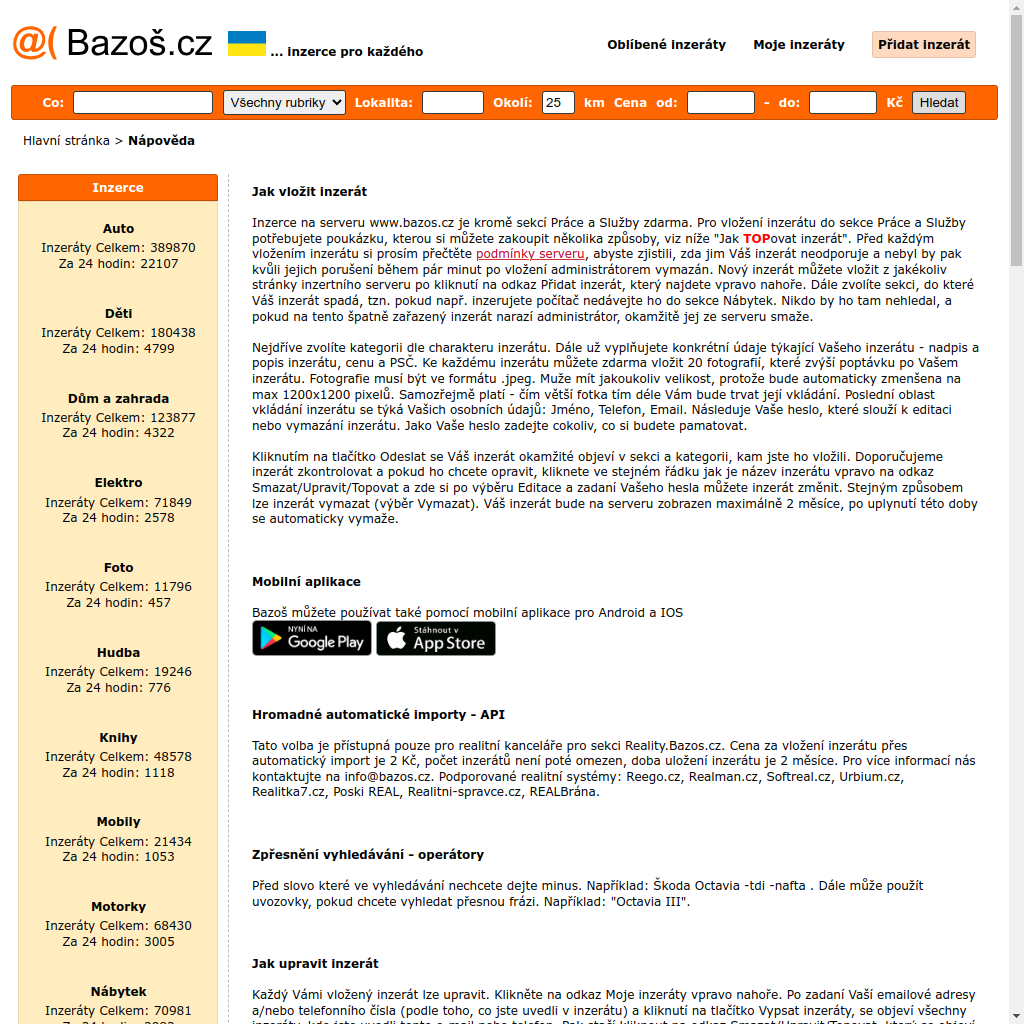 @( Bazoš.cz ... inzerce pro každého
Oblíbené inzeráty Moje inzeráty Přidat inzerát
Co: Všechny rubriky Lokalita: Okolí: 25 km Cena od: - do: Kč Hledat
Hlavní stránka > Nápověda
Inzerce
Auto
Inzeráty Celkem: 389870
Za 24 hodin: 22107
Děti
Inzeráty Celkem: 180438
Za 24 hodin: 4799
Dům a zahrada
Inzeráty Celkem: 123877
Za 24 hodin: 4322
Elektro
Inzeráty Celkem: 71849
Za 24 hodin: 2578
Foto
Inzeráty Celkem: 11796
Za 24 hodin: 457
Hudba
Inzeráty Celkem: 19246
Za 24 hodin: 776
Knihy
Inzeráty Celkem: 48578
Za 24 hodin: 1118
Mobily
Inzeráty Celkem: 21434
Za 24 hodin: 1053
Motorky
Inzeráty Celkem: 68430
Za 24 hodin: 3005
Nábytek
Inzeráty Celkem: 70981
Jak vložit inzerát
Inzerce na serveru www.bazos.cz je kromě sekcí Práce a Služby zdarma. Pro vložení inzerátu do sekce Práce a Služby
potřebujete poukázku, kterou si můžete zakoupit několika způsoby, viz níže "Jak TOPovat inzerát". Před každým
vložením inzerátu si prosím přečtěte podmínky serveru, abyste zjistili, zda jim Váš inzerát neodporuje a nebyl by pak
kvůli jejich porušení během pár minut po vložení administrátorem vymazán. Nový inzerát můžete vložit z jakékoliv
stránky inzertního serveru po kliknutí na odkaz Přidat inzerát, který najdete vpravo nahoře. Dále zvolíte sekci, do které
Váš inzerát spadá, tzn. pokud např. inzerujete počítač nedávejte ho do sekce Nábytek. Nikdo by ho tam nehledal, a
pokud na tento špatně zařazený inzerát narazí administrátor, okamžitě jej ze serveru smaže.
Nejdříve zvolíte kategorii dle charakteru inzerátu. Dále už vyplňujete konkrétní údaje týkající Vašeho inzerátu - nadpis a
popis inzerátu, cenu a PSČ. Ke každému inzerátu můžete zdarma vložit 20 fotografií, které zvýší poptávku po Vašem
inzerátu. Fotografie musí být ve formátu .jpeg. Muže mít jakoukoliv velikost, protože bude automaticky zmenšena na
max 1200x1200 pixelů. Samozřejmě platí - čím větší fotka tím déle Vám bude trvat její vkládání. Poslední oblast
vkládání inzerátu se týká Vašich osobních údajů: Jméno, Telefon, Email. Následuje Vaše heslo, které slouží k editaci
nebo vymazání inzerátu. Jako Vaše heslo zadejte cokoliv, co si budete pamatovat.
Kliknutím na tlačítko Odeslat se Váš inzerát okamžité objeví v sekci a kategorii, kam jste ho vložili. Doporučujeme
inzerát zkontrolovat a pokud ho chcete opravit, kliknete ve stejném řádku jak je název inzerátu vpravo na odkaz
Smazat/Upravit/Topovat a zde si po výběru Editace a zadaní Vašeho hesla můžete inzerát změnit. Stejným způsobem
lze inzerát vymazat (výběr Vymazat). Váš inzerát bude na serveru zobrazen maximálně 2 měsíce, po uplynutí této doby
se automaticky vymaže.
Mobilní aplikace
Bazoš můžete používat také pomocí mobilní aplikace pro Android a IOS
NYNÍ NA
Google Play
Stáhnout v
App Store
Hromadné automatické importy - API
Tato volba je přístupná pouze pro realitní kanceláře pro sekci Reality.Bazos.cz. Cena za vložení inzerátu přes
automatický import je 2 Kč, počet inzerátů není poté omezen, doba uložení inzerátu je 2 měsíce. Pro více informací nás
kontaktujte na info@bazos.cz. Podporované realitní systémy: Reego.cz, Realman.cz, Softreal.cz, Urbium.cz,
Realitka7.cz, Poski REAL, Realitni-spravce.cz, REALBrána.
Zpřesnění vyhledávání - operátory
Před slovo které ve vyhledávání nechcete dejte minus. Například: Škoda Octavia -tdi -nafta . Dále může použít
uvozovky, pokud chcete vyhledat přesnou frázi. Například: "Octavia III".
Jak upravit inzerát
Každý Vámi vložený inzerát lze upravit. Klikněte na odkaz Moje inzeráty vpravo nahoře. Po zadaní Vaší emailové adresy
a/nebo telefonního čísla (podle toho, co jste uvedli v inzerátu) a kliknutí na tlačítko Vypsat inzeráty, se objeví všechny